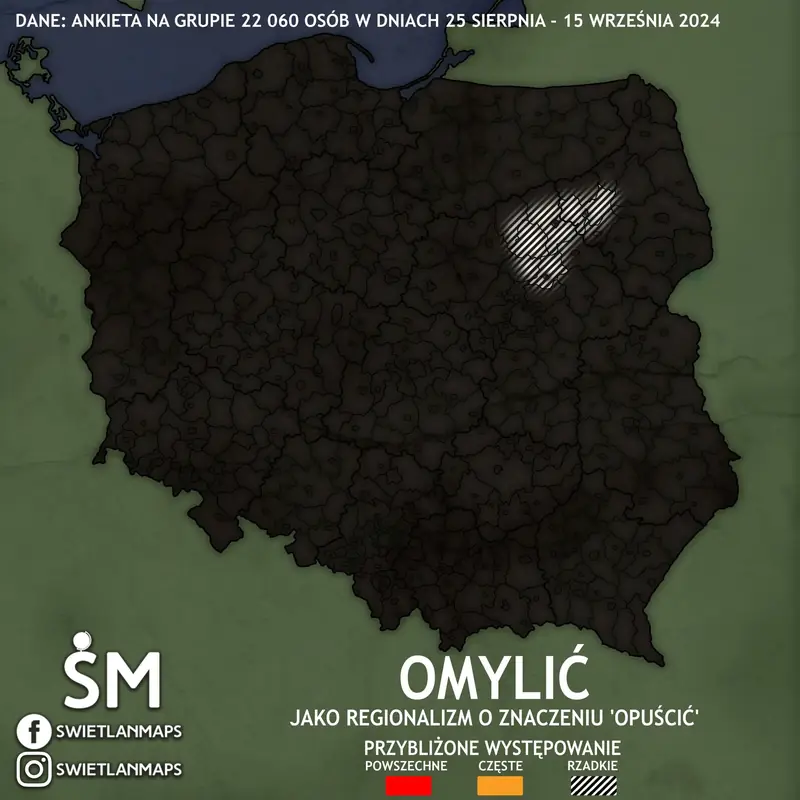 DANE: ANKIETA NA GRUPIE 22 060 OSÓB W DNIACH 25 SIERPNIA - 15 WRZEŚNIA 2024
ŚM
SWIETLANMAPS
SWIETLANMAPS
OMYLIĆ
JAKO REGIONALIZM O ZNACZENIU 'OPUŚCIĆ'
PRZYBLIŻONE WYSTĘPOWANIE
POWSZECHNE CZĘSTE RZADKIE